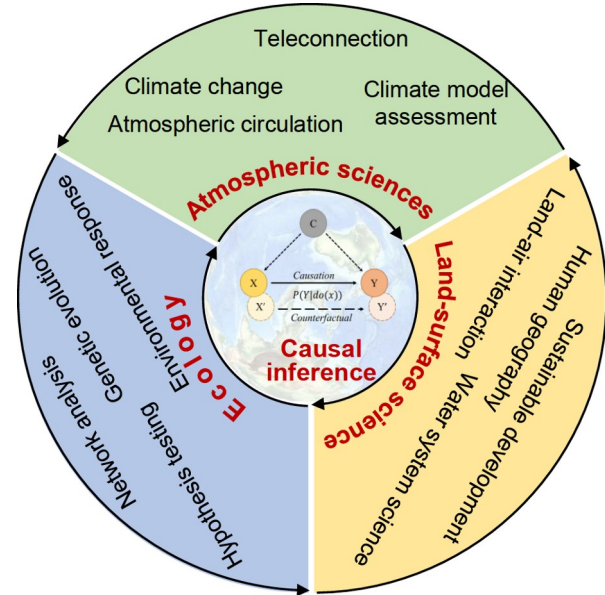 Teleconnection
Climate change
Climate model
assessment
Atmospheric circulation
Atmospheric sciences
Land-air interaction
Human geography
Sustainable development
Water system science
Land-surface science
Environmental response
Genetic evolution
Network analysis
Hypothesis testing
Ecology
C
X
Causation
Y
P(Y|do(x))
X'
Counterfactual
Y'
Causal
inference